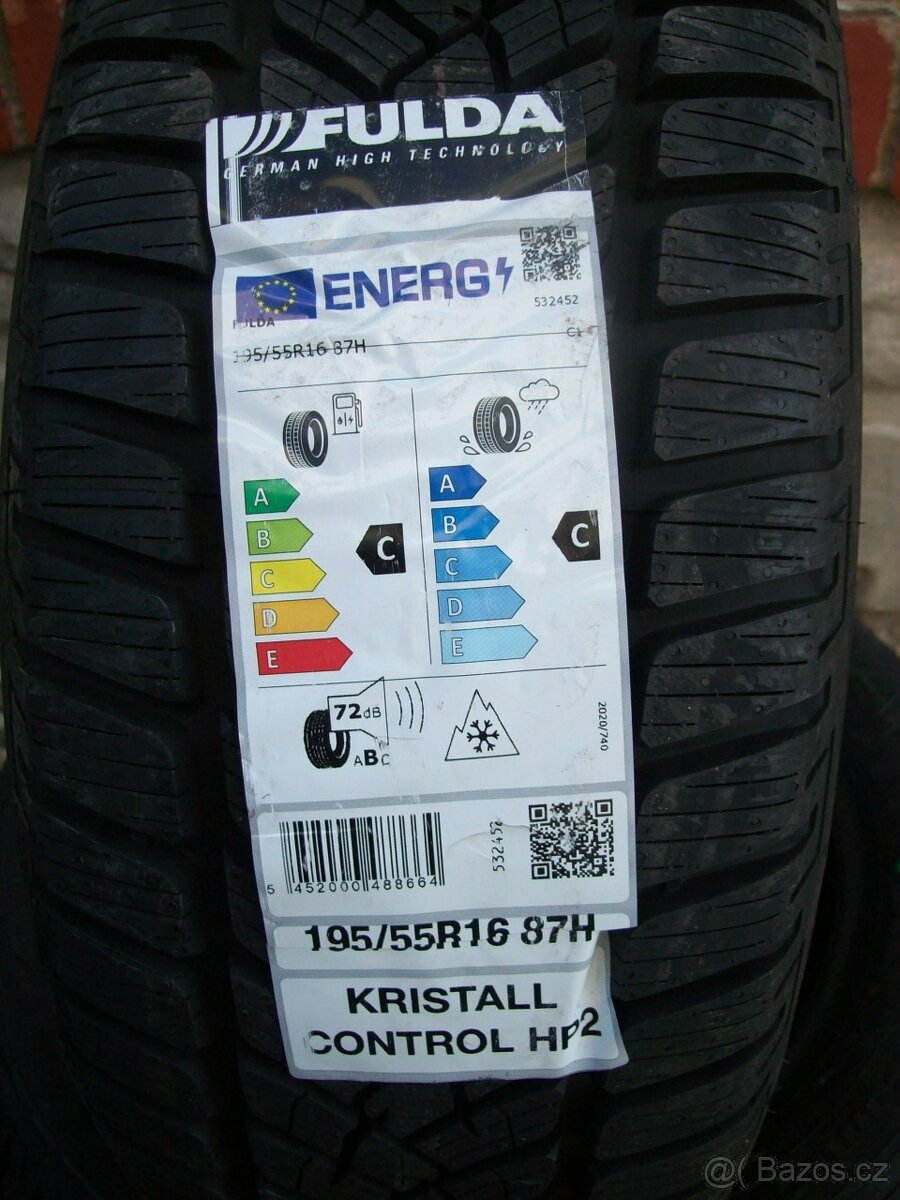 FULDA
GERMAN HIGH TECHNOLOGY
ENERG
532452
FULDA
C1
195/55R16 87H
A
B
C
D
E
C
A
B
C
D
E
C
72dB
ABC
2020/740
5 452000 488664
532452
195/55R16 87H
KRISTALL
CONTROL HP2
@( Bazos.cz